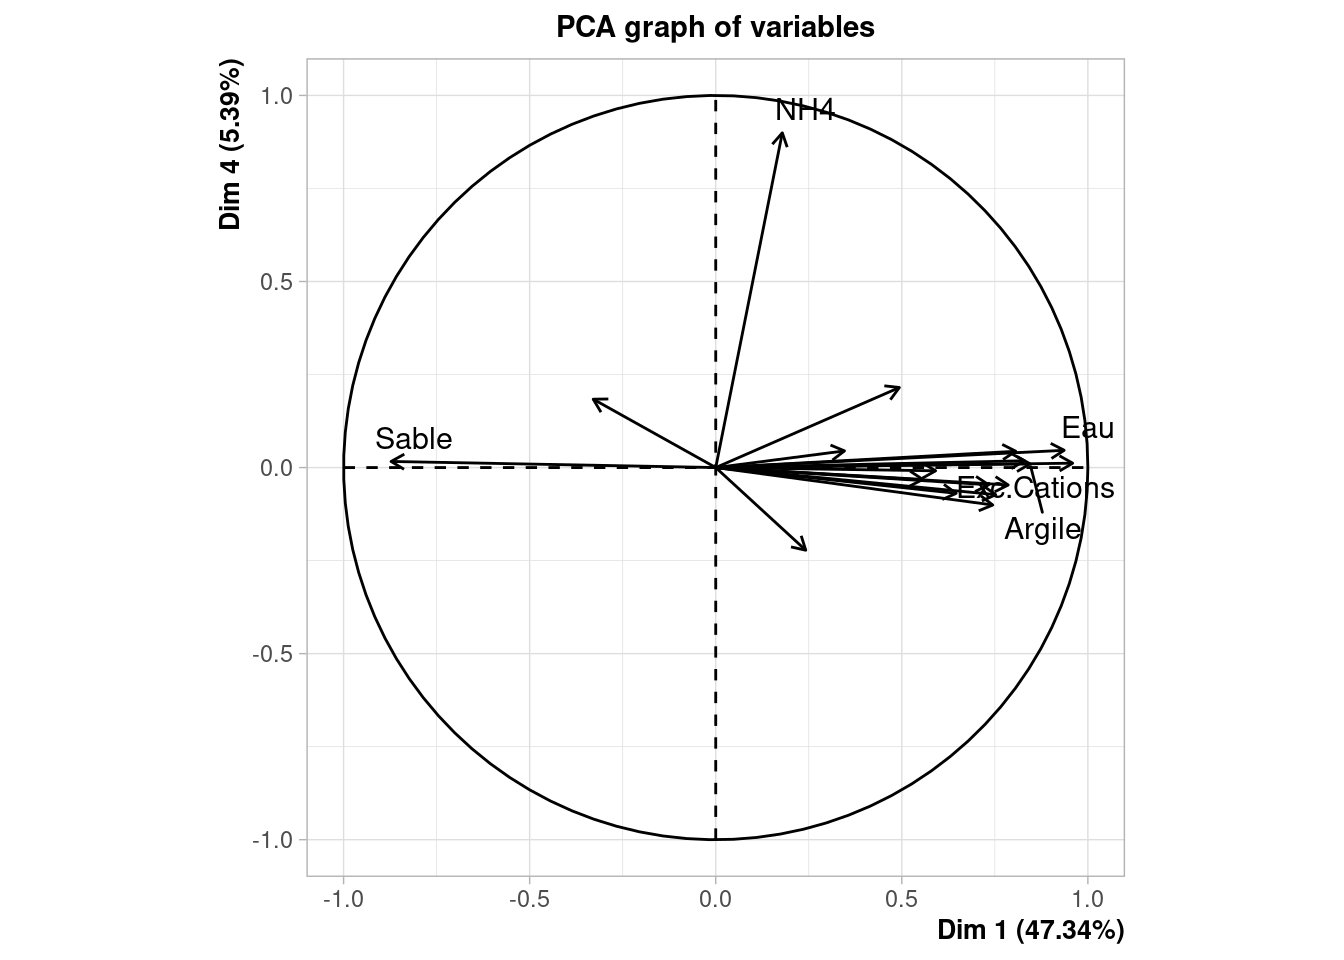 PCA graph of variables
Dim 4 (5.39%)
1.0
0.5
0.0
-0.5
-1.0
NH4
Sable
Eau
Exc.Cations
Argile
-1.0
-0.5
0.0
0.5
1.0
Dim 1 (47.34%)